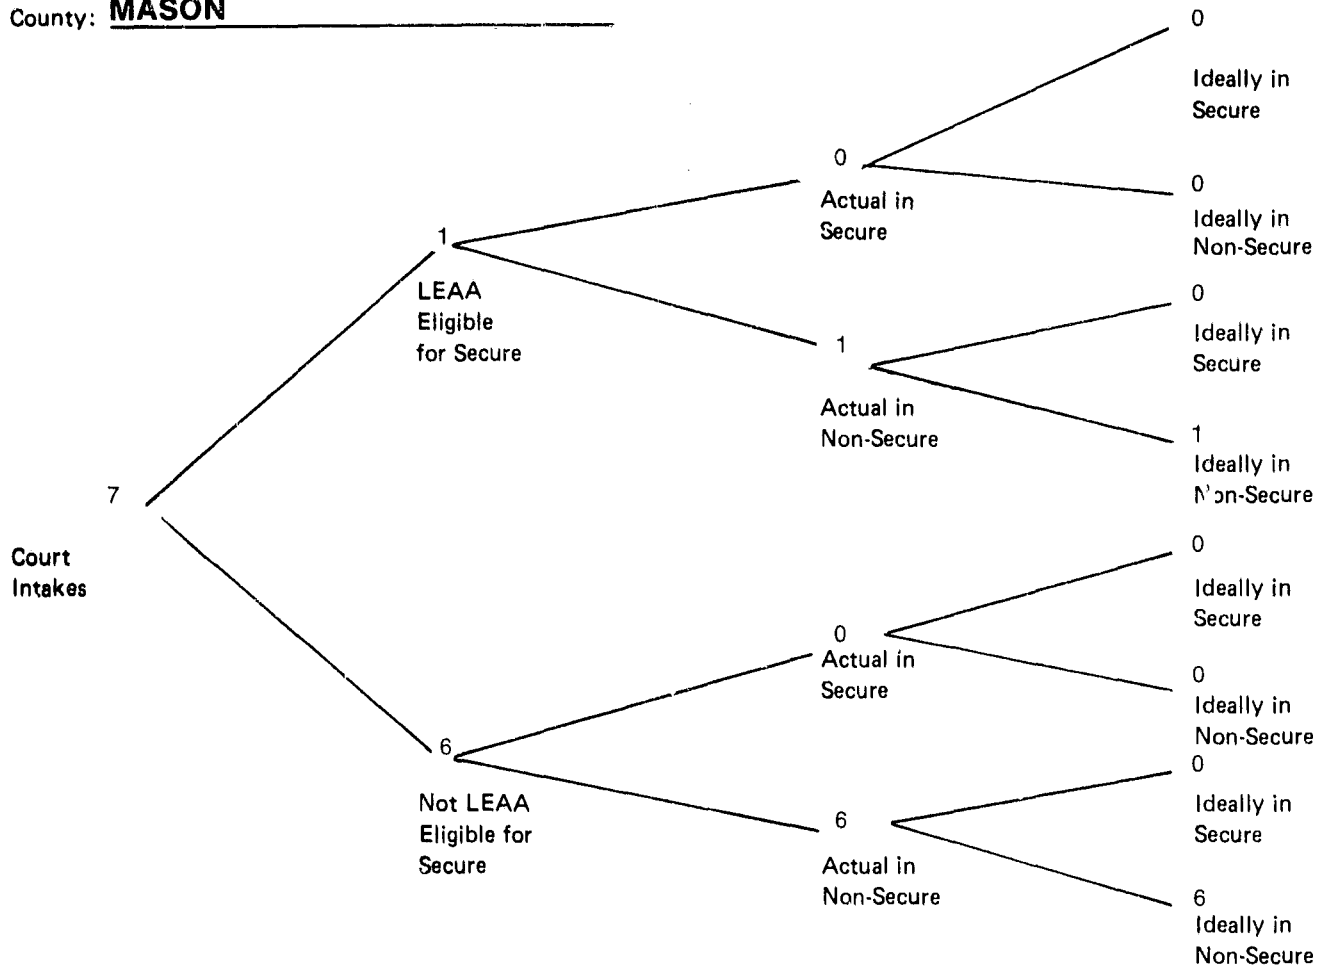 County: MASON
0
Ideally in
Secure
0
Actual in
Secure
0
Ideally in
Non-Secure
1
LEAA
Eligible
for Secure
0
Ideally in
Secure
1
Actual in
Non-Secure
1
Ideally in
Non-Secure
7
Court
Intakes
0
Ideally in
Secure
0
Actual in
Secure
0
Ideally in
Non-Secure
6
Not LEAA
Eligible for
Secure
0
Ideally in
Secure
6
Actual in
Non-Secure
6
Ideally in
Non-Secure